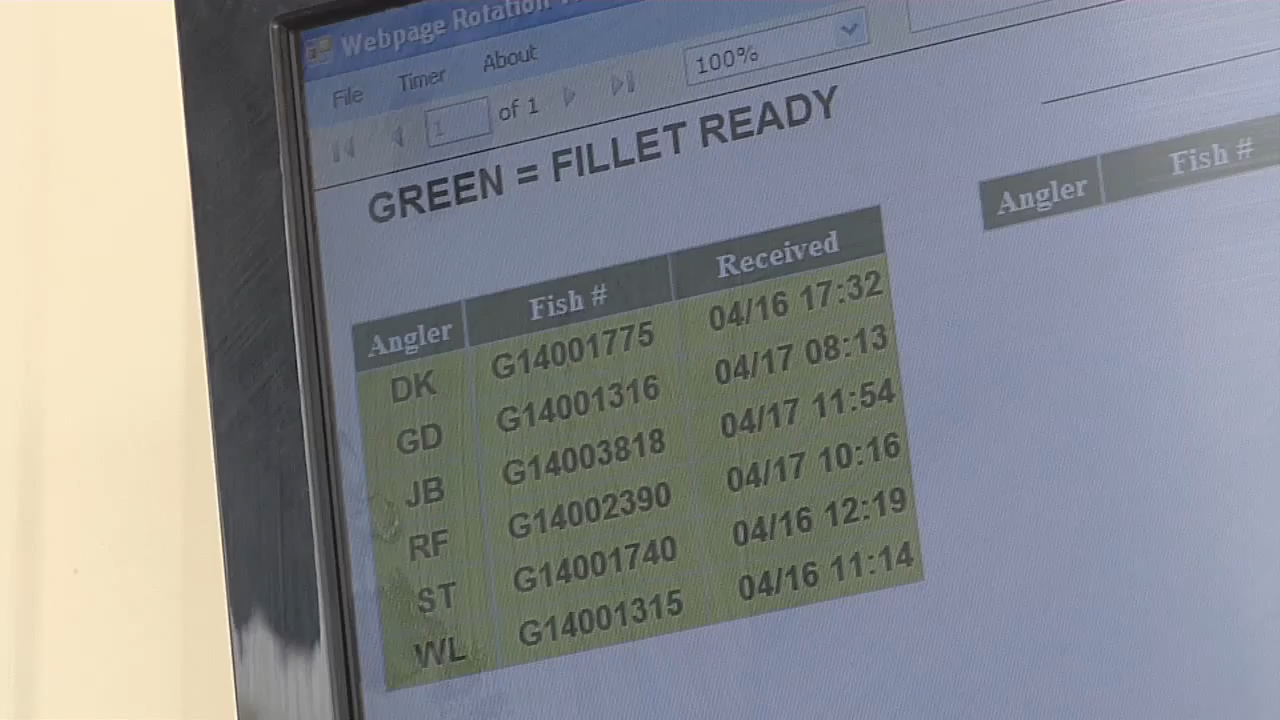 Webpage Rotation
File Timer About
1 of 1 100%
GREEN = FILLET READY
Angler Fish # Received
DK G14001775 04/16 17:32
GD G14001316 04/17 08:13
JB G14003818 04/17 11:54
RF G14002390 04/17 10:16
ST G14001740 04/16 12:19
WL G14001315 04/16 11:14
Angler Fish #